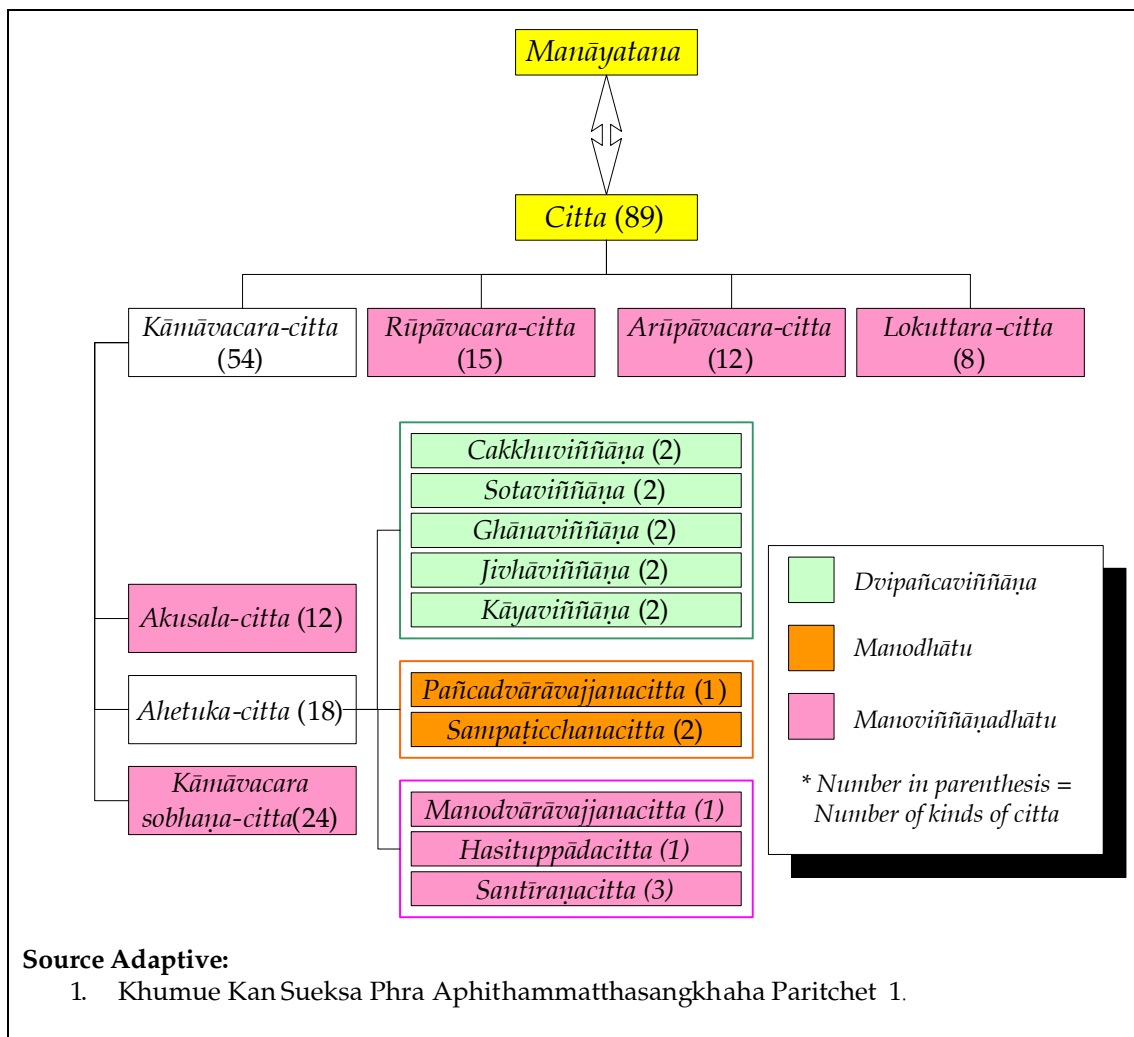 Manāyatana
Citta (89)
Kāmāvacara-citta
(54)
Rūpāvacara-citta
(15)
Arūpāvacara-citta
(12)
Lokuttara-citta
(8)
Cakkhuviññāṇa (2)
Sotaviññāṇa (2)
Ghānaviññāṇa (2)
Jivhāviññāṇa (2)
Kāyaviññāṇa (2)
Akusala-citta (12)
Ahetuka-citta (18)
Kāmāvacara
sobhaṇa-citta(24)
Pañcadvārāvajjanacitta (1)
Sampaṭicchanacitta (2)
Manodvārāvajjanacitta (1)
Hasituppādacitta (1)
Santīraṇacitta (3)
Dvipañcaviññāṇa
Manodhātu
Manoviññāṇadhātu
* Number in parenthesis =
Number of kinds of citta
Source Adaptive:
1. Khumue Kan Sueksa Phra Aphithammatthasangkhaha Paritchet 1.